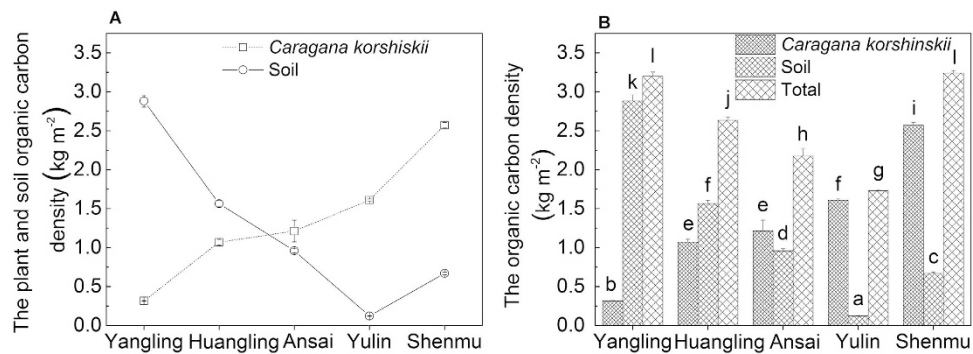 A
The plant and soil organic carbon
density (kg m-2)
3.5
3.0
2.5
2.0
1.5
1.0
0.5
0.0
Caragana korshiskii
Soil
Yangling Huangling Ansai Yulin Shenmu
B
The organic carbon density
(kg m-2)
3.5
3.0
2.5
2.0
1.5
1.0
0.5
0.0
Caragana korshinskii
Soil
Total
b k l e f j e d h f a g i c l
Yangling Huangling Ansai Yulin Shenmu